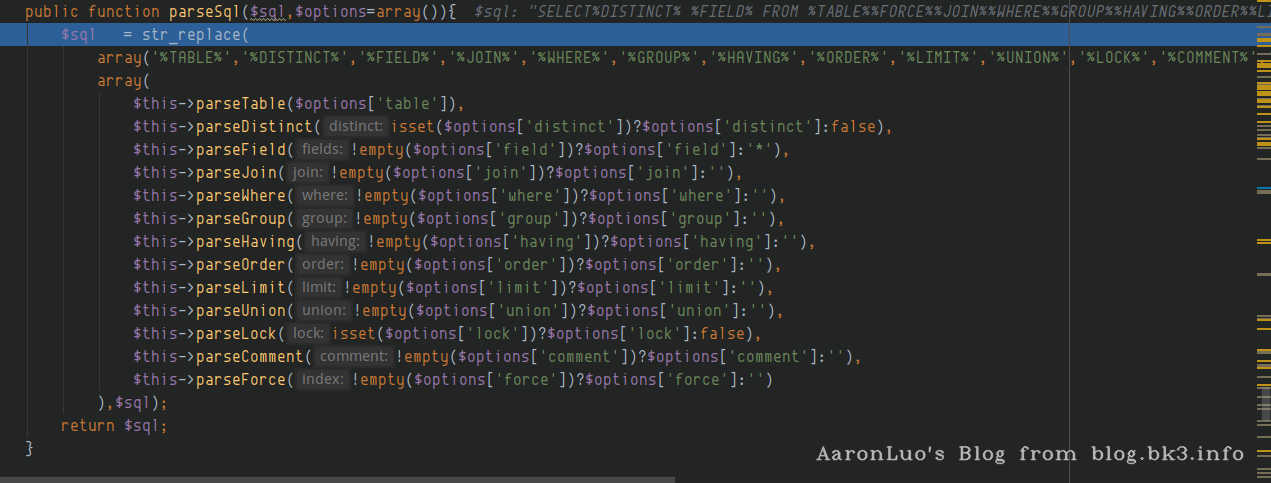 public function parseSql($sql,$options=array()){ $sql: "SELECT%DISTINCT% %FIELD% FROM %TABLE%%FORCE%%JOIN%%WHERE%%GROUP%%HAVING%%ORDER%%LI
$sql = str_replace(
array('%TABLE%','%DISTINCT%','%FIELD%','%JOIN%','%WHERE%','%GROUP%','%HAVING%','%ORDER%','%LIMIT%','%UNION%','%LOCK%','%COMMENT%'
array(
$this->parseTable($options['table']),
$this->parseDistinct( distinct: isset($options['distinct'])?$options['distinct']:false),
$this->parseField( fields: !empty($options['field'])?$options['field']:'*'),
$this->parseJoin( join: !empty($options['join'])?$options['join']:''),
$this->parseWhere( where: !empty($options['where'])?$options['where']:''),
$this->parseGroup( group: !empty($options['group'])?$options['group']:''),
$this->parseHaving( having: !empty($options['having'])?$options['having']:''),
$this->parseOrder( order: !empty($options['order'])?$options['order']:''),
$this->parseLimit( limit: !empty($options['limit'])?$options['limit']:''),
$this->parseUnion( union: !empty($options['union'])?$options['union']:''),
$this->parseLock( lock: isset($options['lock'])?$options['lock']:false),
$this->parseComment( comment: !empty($options['comment'])?$options['comment']:''),
$this->parseForce( index: !empty($options['force'])?$options['force']:'')
),$sql);
return $sql;
}
AaronLuo's Blog from blog.bk3.info